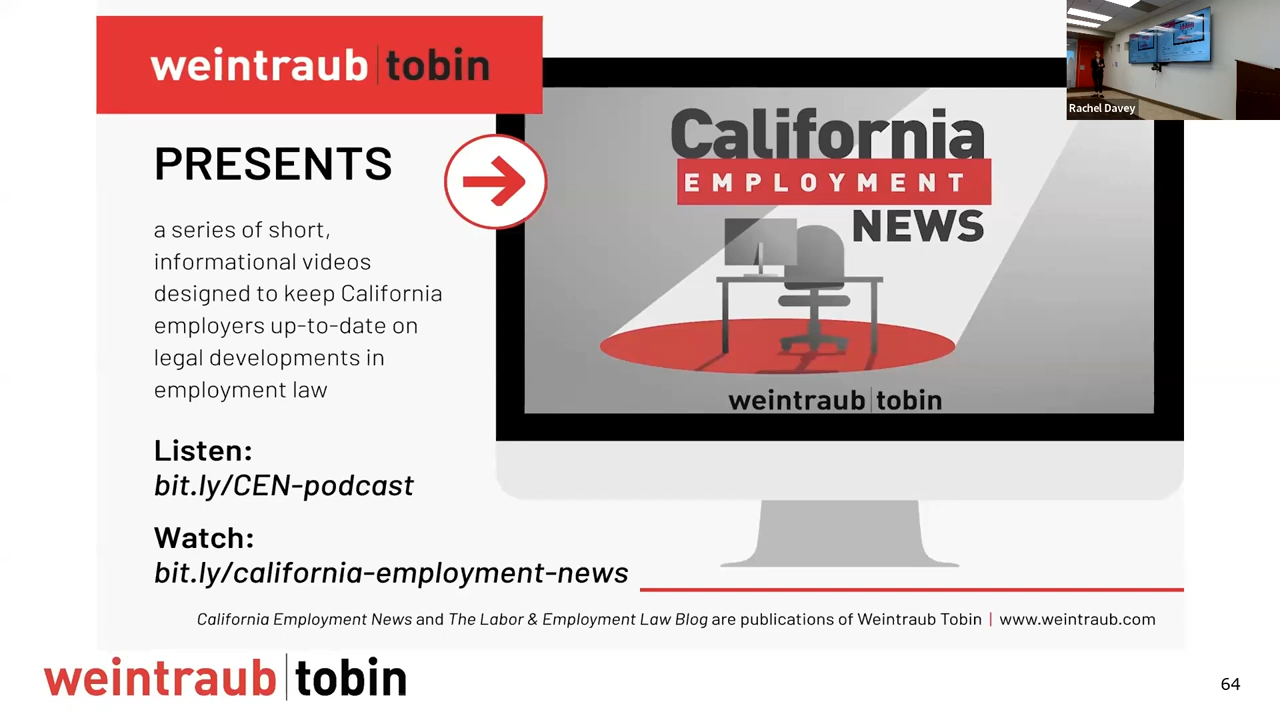 weintraub tobin
Rachel Davey
PRESENTS
a series of short,
informational videos
designed to keep California
employers up-to-date on
legal developments in
employment law
California
EMPLOYMENT
NEWS
weintraub tobin
Listen:
bit.ly/CEN-podcast
Watch:
bit.ly/california-employment-news
California Employment News and The Labor & Employment Law Blog are publications of Weintraub Tobin | www.weintraub.com
weintraub tobin
64